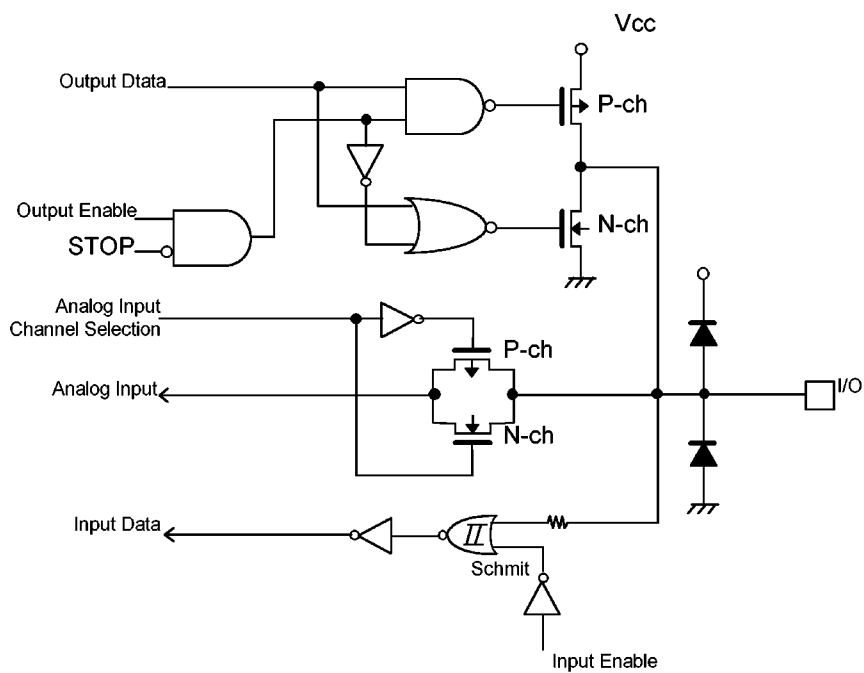 Vcc
Output Dtata
P-ch
Output Enable
N-ch
STOP
Analog Input
Channel Selection
P-ch
Analog Input
I/O
N-ch
Input Data
II
Schmit
Input Enable